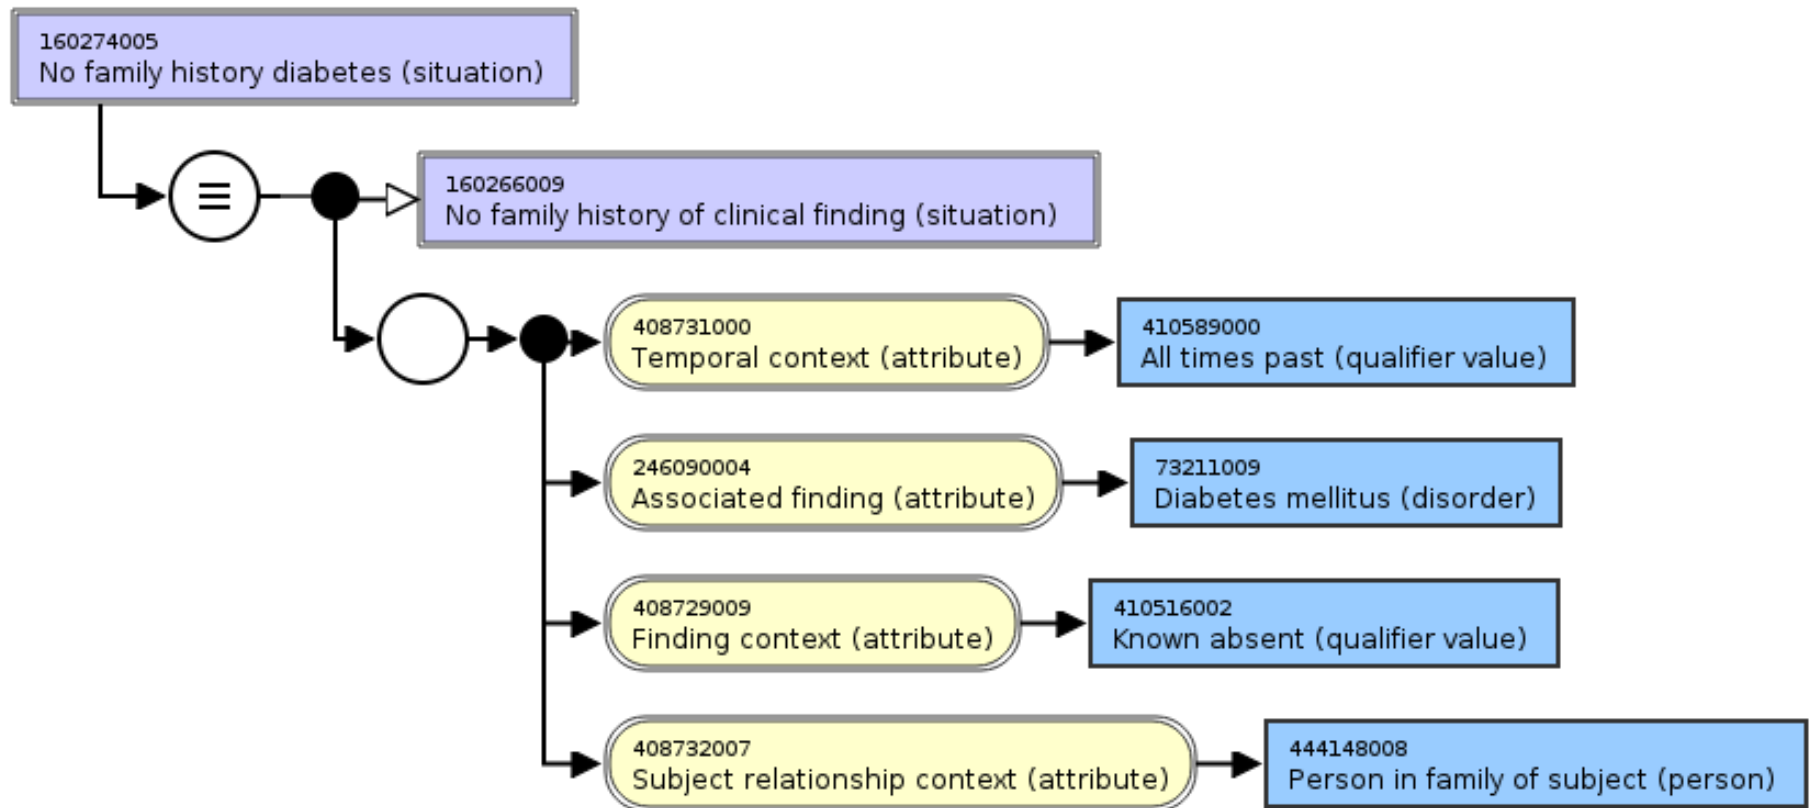 160274005
No family history diabetes (situation)
≡
160266009
No family history of clinical finding (situation)
408731000
Temporal context (attribute)
410589000
All times past (qualifier value)
246090004
Associated finding (attribute)
73211009
Diabetes mellitus (disorder)
408729009
Finding context (attribute)
410516002
Known absent (qualifier value)
408732007
Subject relationship context (attribute)
444148008
Person in family of subject (person)